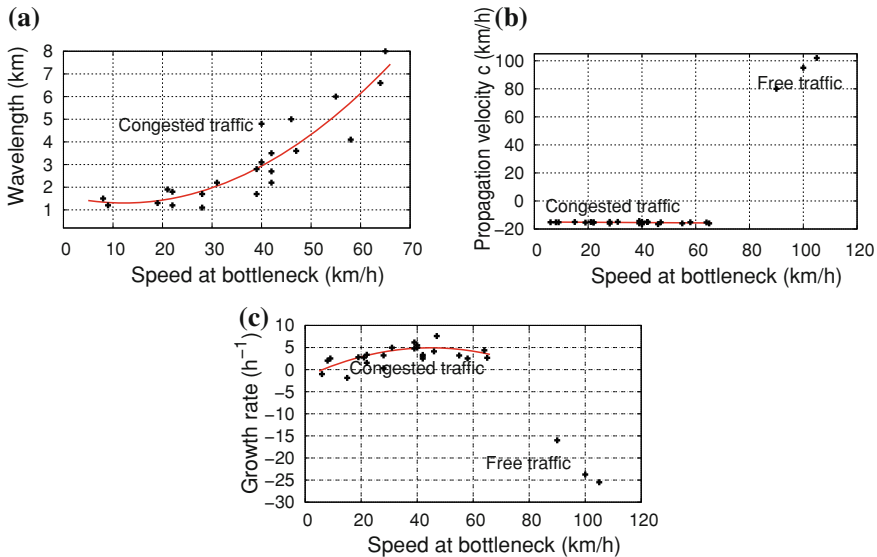 (a)
Wavelength (km)
8
7
6
5
4
3
2
1
Congested traffic
0 10 20 30 40 50 60 70
Speed at bottleneck (km/h)
(b)
Propagation velocity c (km/h)
100
80
60
40
20
0
−20
Free traffic
Congested traffic
0 20 40 60 80 100 120
Speed at bottleneck (km/h)
(c)
Growth rate (h⁻¹)
10
5
0
−5
−10
−15
−20
−25
−30
Congested traffic
Free traffic
0 20 40 60 80 100 120
Speed at bottleneck (km/h)